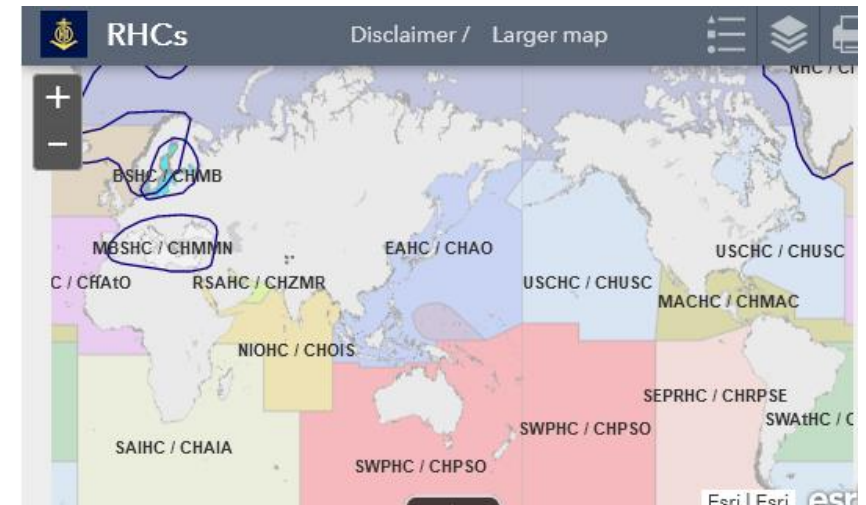 RHCs Disclaimer / Larger map
NHC / CH
+
−
BSHC / CHMB
MBSHC / CHMMN EAHC / CHAO USCHC / CHUSC
C / CHAtO RSAHC / CHZMR USCHC / CHUSC
MACHC / CHMAC
NIOHC / CHOIS
SEPRHC / CHRPSE
SWAtHC / C
SAIHC / CHAIA SWPHC / CHPSO
SWPHC / CHPSO
Esri | Esri esri